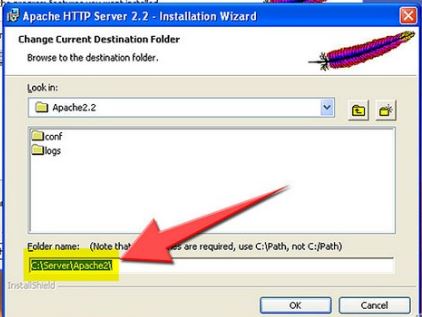 Apache HTTP Server 2.2 - Installation Wizard
Change Current Destination Folder
Browse to the destination folder.
Look in:
Apache2.2
conf
logs
Folder name: (Note that are required, use C:\Path, not C:/Path)
C:\Server\Apache2\
InstallShield
OK
Cancel